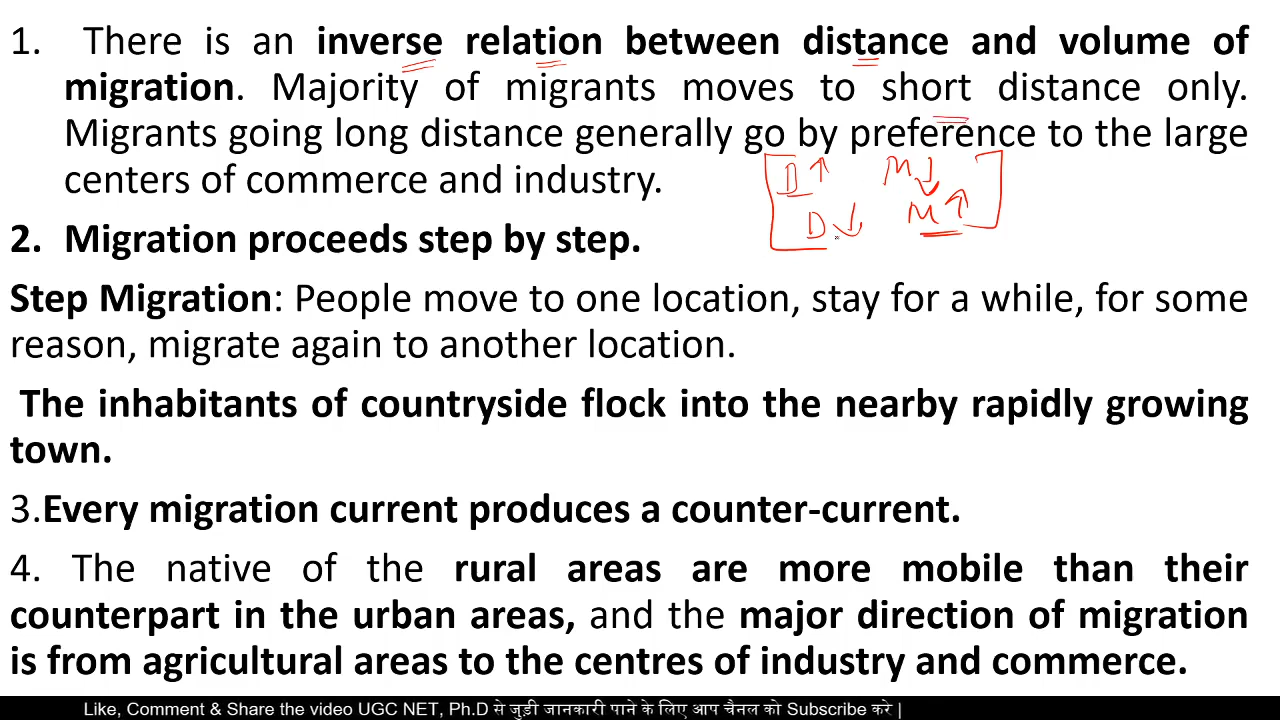 1. There is an inverse relation between distance and volume of
migration. Majority of migrants moves to short distance only.
Migrants going long distance generally go by preference to the large
centers of commerce and industry.
D↑ M↓
D↓ M↑
2. Migration proceeds step by step.
Step Migration: People move to one location, stay for a while, for some
reason, migrate again to another location.
The inhabitants of countryside flock into the nearby rapidly growing
town.
3.Every migration current produces a counter-current.
4. The native of the rural areas are more mobile than their
counterpart in the urban areas, and the major direction of migration
is from agricultural areas to the centres of industry and commerce.
Like, Comment & Share the video UGC NET, Ph.D से जुड़ी जानकारी पाने के लिए आप चैनल को Subscribe करे |